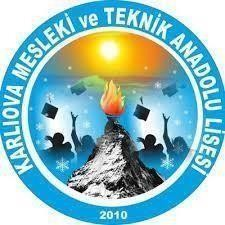 KARLIOVA MESLEKİ ve TEKNİK ANADOLU LİSESİ
2010